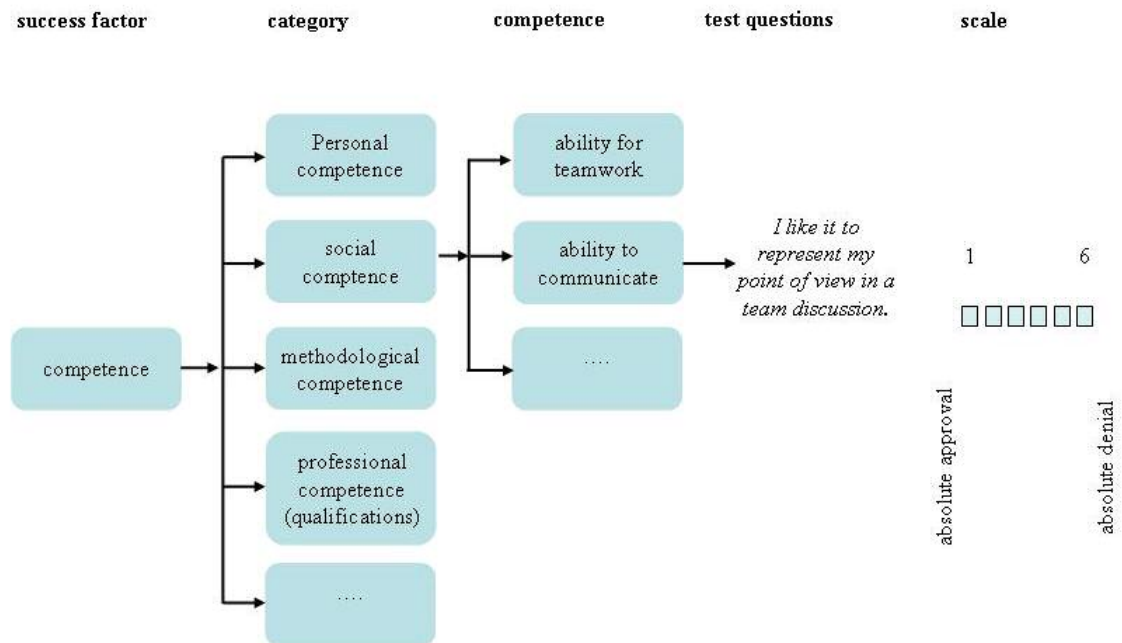 success factor
category
competence
test questions
scale
competence
Personal
competence
social
comptence
methodological
competence
professional
competence
(qualifications)
....
ability for
teamwork
ability to
communicate
....
I like it to
represent my
point of view in a
team discussion.
1
6
absolute approval
absolute denial